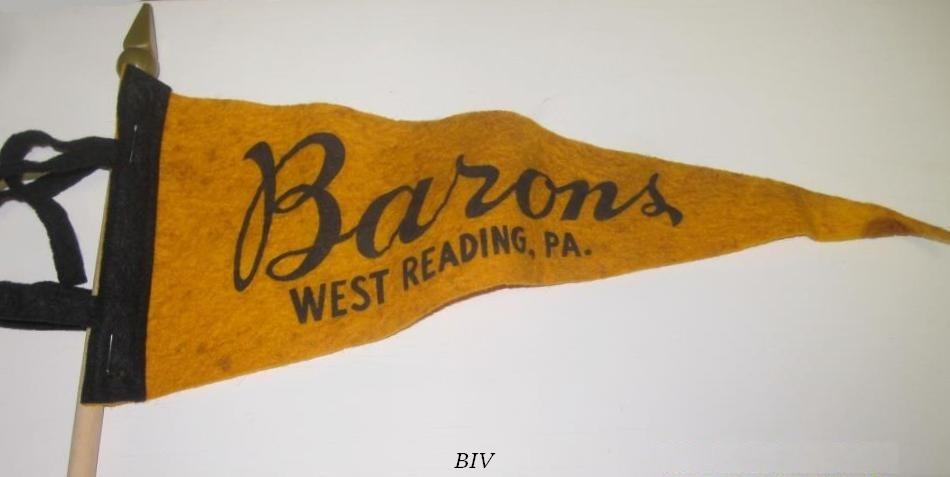 Barons
WEST READING, PA.
BIV